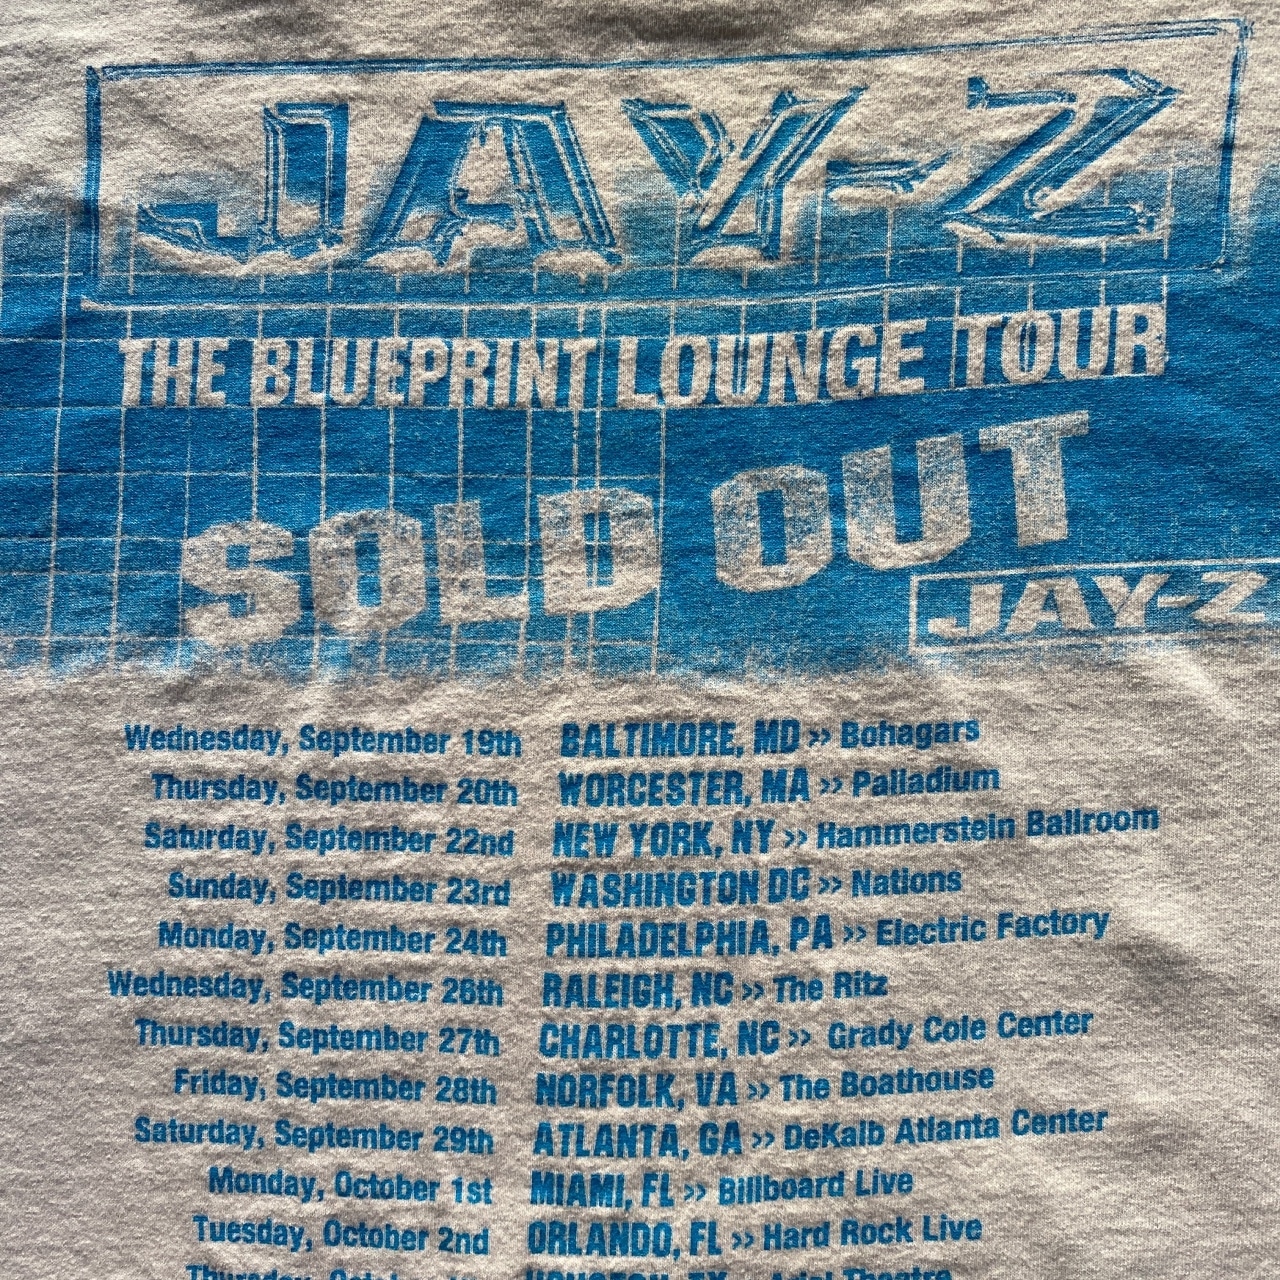 JAY-Z
THE BLUEPRINT LOUNGE TOUR
SOLD OUT
JAY-Z
Wednesday, September 19th BALTIMORE, MD >> Bohagars
Thursday, September 20th WORCESTER, MA >> Palladium
Saturday, September 22nd NEW YORK, NY >> Hammerstein Ballroom
Sunday, September 23rd WASHINGTON DC >> Nations
Monday, September 24th PHILADELPHIA, PA >> Electric Factory
Wednesday, September 26th RALEIGH, NC >> The Ritz
Thursday, September 27th CHARLOTTE, NC >> Grady Cole Center
Friday, September 28th NORFOLK, VA >> The Boathouse
Saturday, September 29th ATLANTA, GA >> DeKalb Atlanta Center
Monday, October 1st MIAMI, FL >> Billboard Live
Tuesday, October 2nd ORLANDO, FL >> Hard Rock Live
Thursday, October